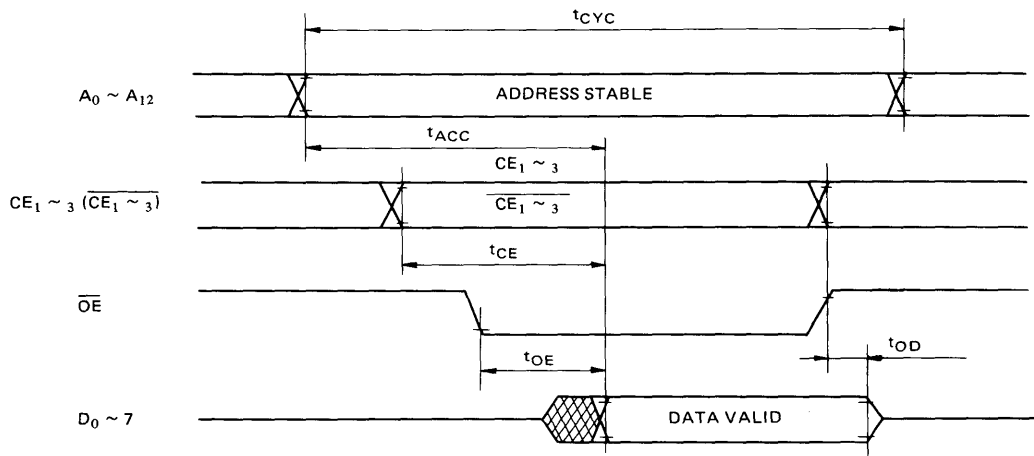 tCYC
A0 ~ A12
ADDRESS STABLE
tACC
CE1 ~ 3
CE1 ~ 3 (CE1 ~ 3)
CE1 ~ 3
tCE
OE
tOE
tOD
D0 ~ 7
DATA VALID